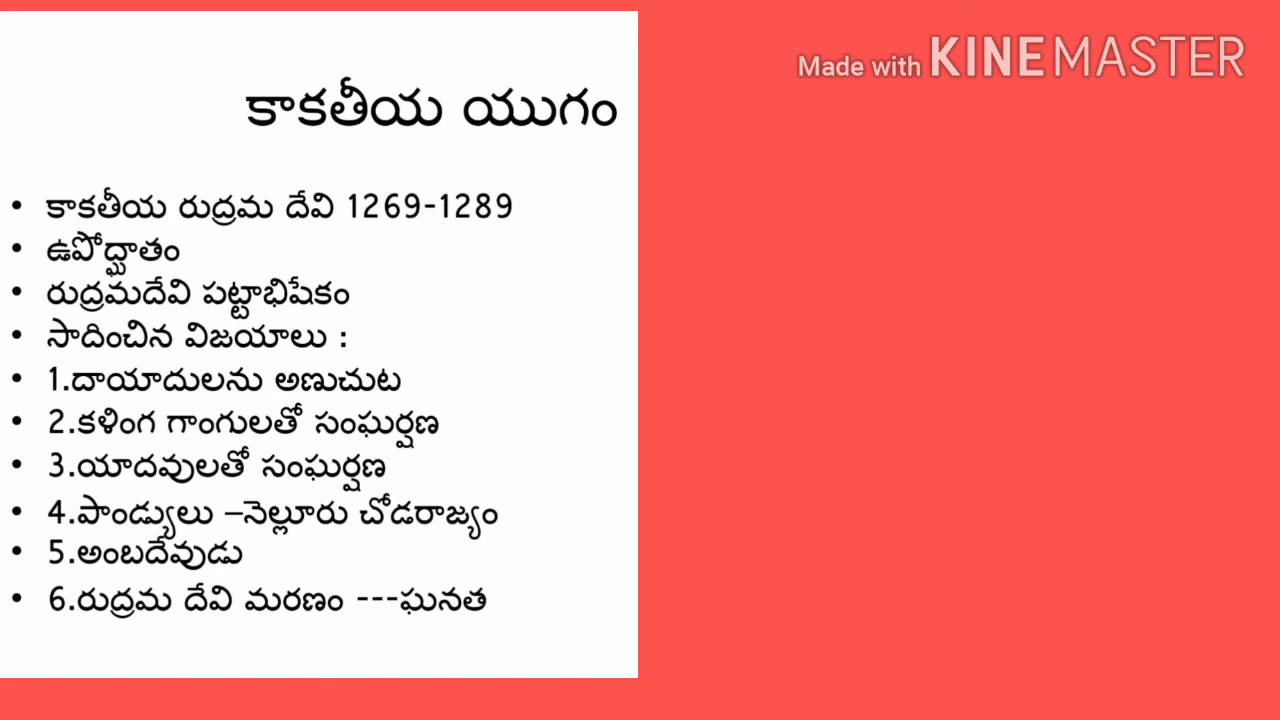 Made with KINEMASTER
కాకతీయ యుగం
• కాకతీయ రుద్రమ దేవి 1269-1289
• ఉపోద్ఘాతం
• రుద్రమదేవి పట్టాభిషేకం
• సాదించిన విజయాలు :
• 1.దాయాదులను అణుచుట
• 2.కళింగ గాంగులతో సంఘర్షణ
• 3.యాదవులతో సంఘర్షణ
• 4.పాండ్యులు –నెల్లూరు చోడరాజ్యం
• 5.అంబదేవుడు
• 6.రుద్రమ దేవి మరణం ---ఘనత